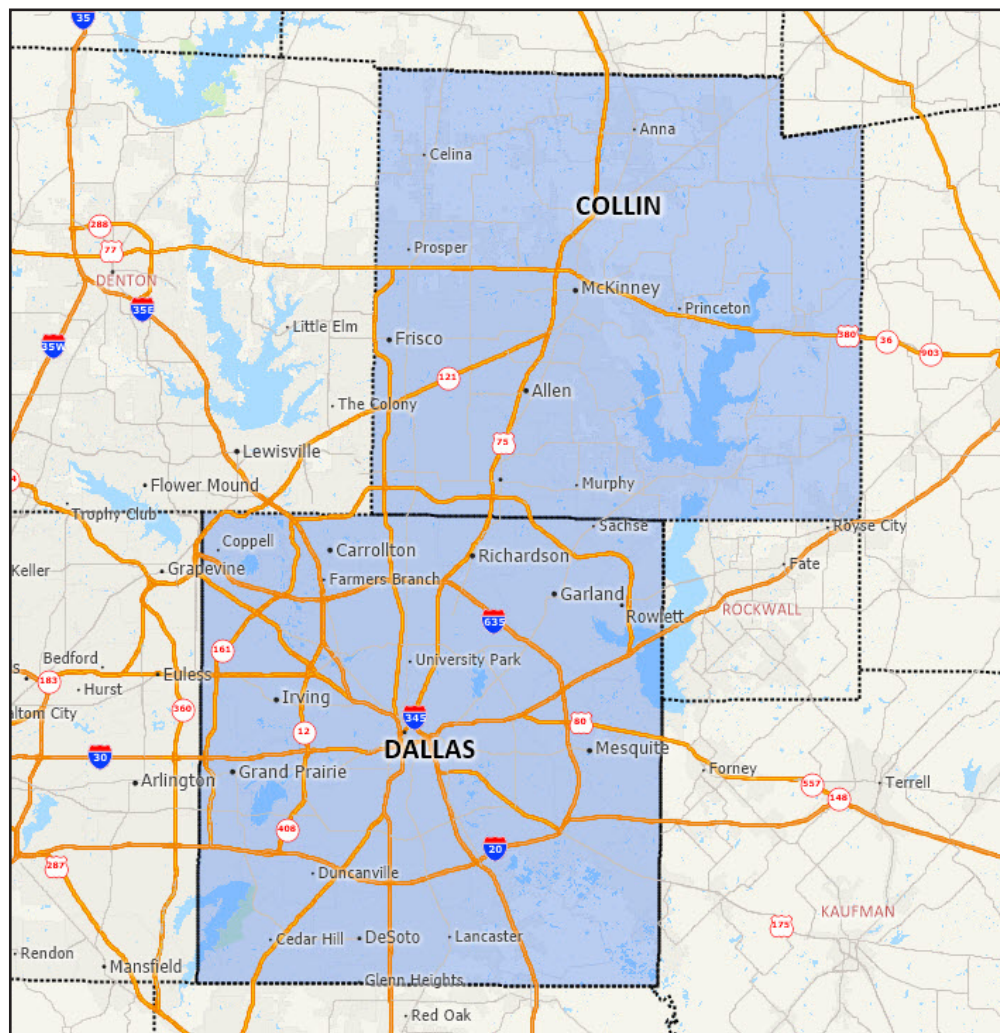 35
Anna
Celina
COLLIN
288
Prosper
77
DENTON
McKinney
Princeton
35E
Little Elm
380
36
35W
Frisco
903
121
Allen
The Colony
75
Lewisville
Flower Mound
Murphy
Trophy Club
Sachse
Royse City
Coppell
Carrollton
Richardson
Keller
Grapevine
Farmers Branch
Fate
Garland
Rowlett
ROCKWALL
635
161
Bedford
University Park
Euless
183
Hurst
Irving
360
ltom City
345
80
12
DALLAS
Mesquite
30
Arlington
Grand Prairie
Forney
557
Terrell
148
408
20
287
Duncanville
KAUFMAN
175
Cedar Hill
DeSoto
Lancaster
Rendon
Mansfield
Glenn Heights
Red Oak